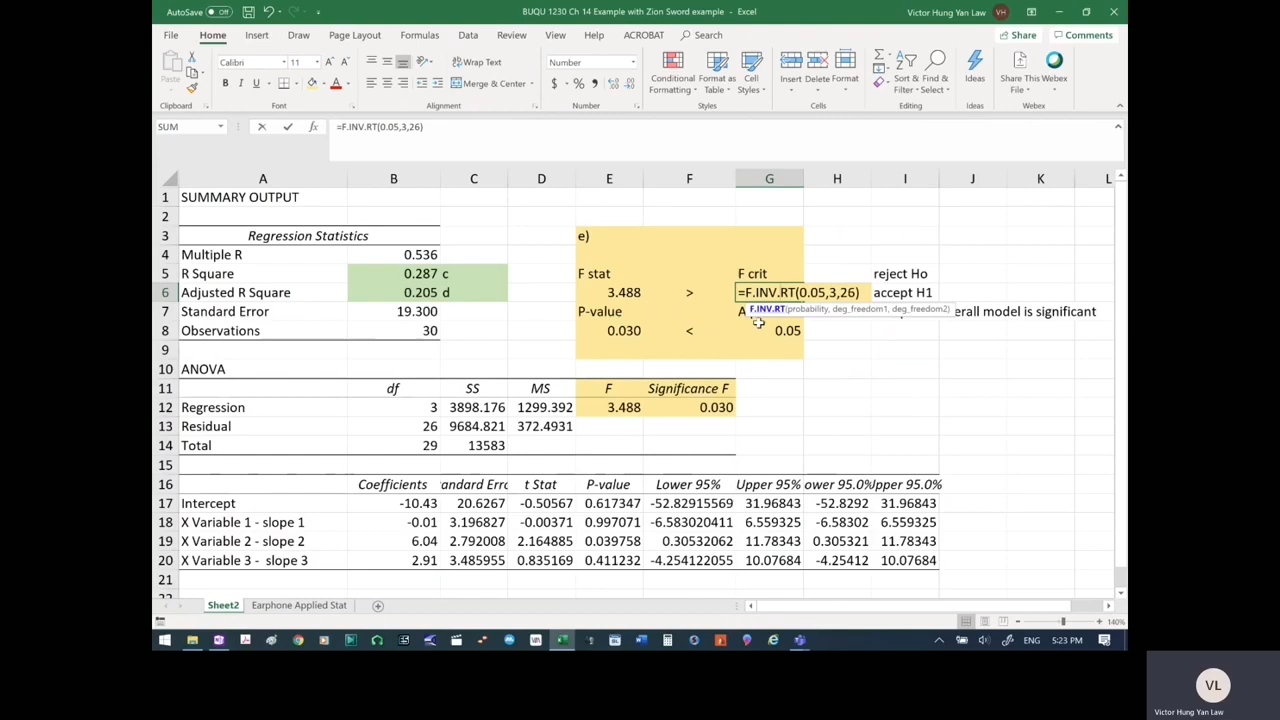 AutoSave Off
BUQU 1230 Ch 14 Example with Zion Sword example - Excel
Victor Hung Yan Law VH
File Home Insert Draw Page Layout Formulas Data Review View Help ACROBAT Search Share Comments
Paste
Calibri 11
B I U
Wrap Text
Merge & Center
Number
$ % ,
Conditional Formatting
Format as Table
Cell Styles
Insert Delete Format
Sort & Filter
Find & Select
Ideas
Share This File
Webex
Clipboard Font Alignment Number Styles Cells Editing Ideas Webex
SUM fx =F.INV.RT(0.05,3,26)
A B C D E F G H I J K L
1 SUMMARY OUTPUT
2
3 Regression Statistics e)
4 Multiple R 0.536
5 R Square 0.287 c F stat F crit reject Ho
6 Adjusted R Square 0.205 d 3.488 > =F.INV.RT(0.05,3,26) accept H1
F.INV.RT(probability, deg_freedom1, deg_freedom2)
7 Standard Error 19.300 P-value A erall model is significant
8 Observations 30 0.030 < 0.05
9
10 ANOVA
11 df SS MS F Significance F
12 Regression 3 3898.176 1299.392 3.488 0.030
13 Residual 26 9684.821 372.4931
14 Total 29 13583
15
16 Coefficients andard Erro t Stat P-value Lower 95% Upper 95% ower 95.0% Upper 95.0%
17 Intercept -10.43 20.6267 -0.50567 0.617347 -52.82915569 31.96843 -52.8292 31.96843
18 X Variable 1 - slope 1 -0.01 3.196827 -0.00371 0.997071 -6.583020411 6.559325 -6.58302 6.559325
19 X Variable 2 - slope 2 6.04 2.792008 2.164885 0.039758 0.30532062 11.78343 0.305321 11.78343
20 X Variable 3 - slope 3 2.91 3.485955 0.835169 0.411232 -4.254122055 10.07684 -4.25412 10.07684
21
Sheet2 Earphone Applied Stat
140%
ENG 5:23 PM
VL
Victor Hung Yan Law